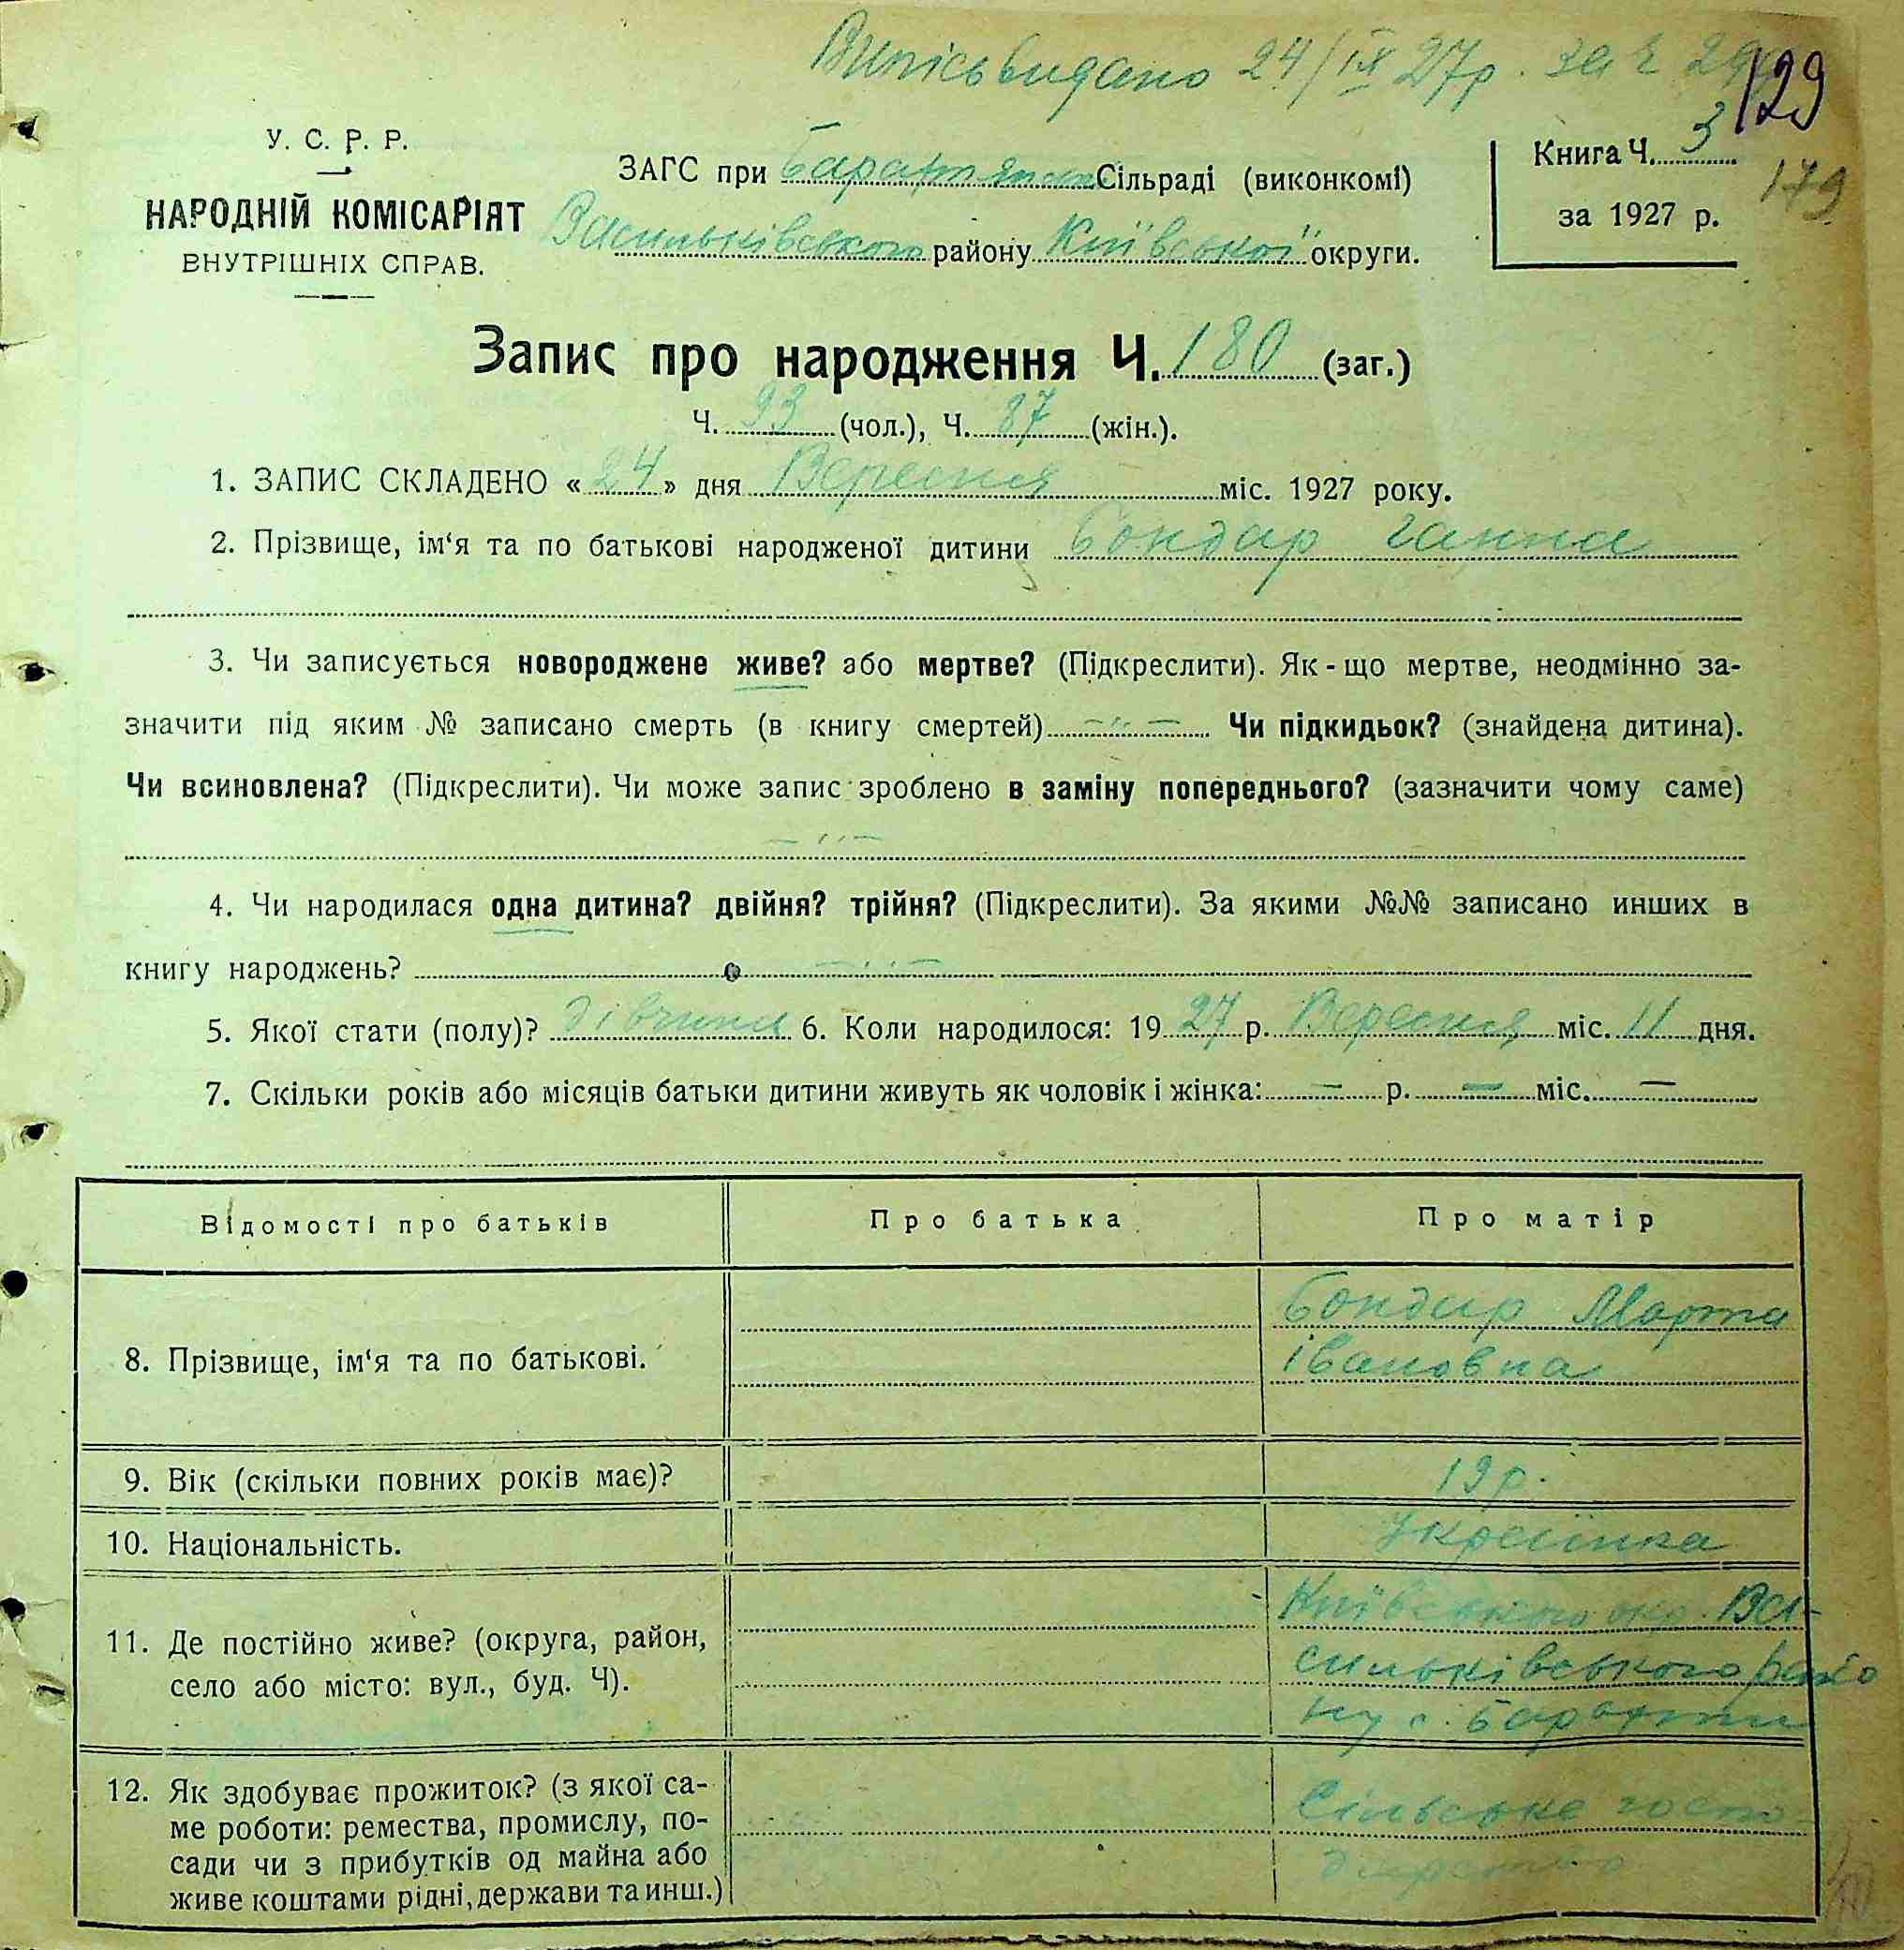 Випісь видано 24/IX 27р. за Ч
129
179
У. С. Р. Р.
НАРОДНІЙ КОМІСАРІЯТ
ВНУТРІШНІХ СПРАВ.
ЗАГС при Барахтянск Сільраді (виконкомі)
Васильківського району Київської округи.
Книга Ч. 3
за 1927 р.
Запис про народження Ч. 180 (заг.)
Ч. 93 (чол.), Ч. 87 (жін.).
1. ЗАПИС СКЛАДЕНО « 24 » дня Вересня міс. 1927 року.
2. Прізвище, ім‘я та по батькові народженої дитини Бондар Ганна
3. Чи записується новороджене живе? або мертве? (Підкреслити). Як-що мертве, неодмінно за-
значити під яким № записано смерть (в книгу смертей) —"— Чи підкидьок? (знайдена дитина).
Чи всиновлена? (Підкреслити). Чи може запис зроблено в заміну попереднього? (зазначити чому саме)
—"—
4. Чи народилася одна дитина? двійня? трійня? (Підкреслити). За якими №№ записано инших в
книгу народжень? —"—
5. Якої стати (полу)? дівчина 6. Коли народилося: 1927 р. Вересня міс. 11 дня.
7. Скільки років або місяців батьки дитини живуть як чоловік і жінка: — р. — міс. —
Відомості про батьків Про батька Про матір
8. Прізвище, ім‘я та по батькові. Бондар Марта
івановна
9. Вік (скільки повних років має)? 19 р.
10. Національність. Українка
11. Де постійно живе? (округа, район,
село або місто: вул., буд. Ч).
Київського окр. Ва-
сильківського райо
ну с. Барахти
12. Як здобуває прожиток? (з якої са-
ме роботи: ремества, промислу, по-
сади чи з прибутків од майна або
живе коштами рідні, держави та инш.)
Сільське госпо-
дарство